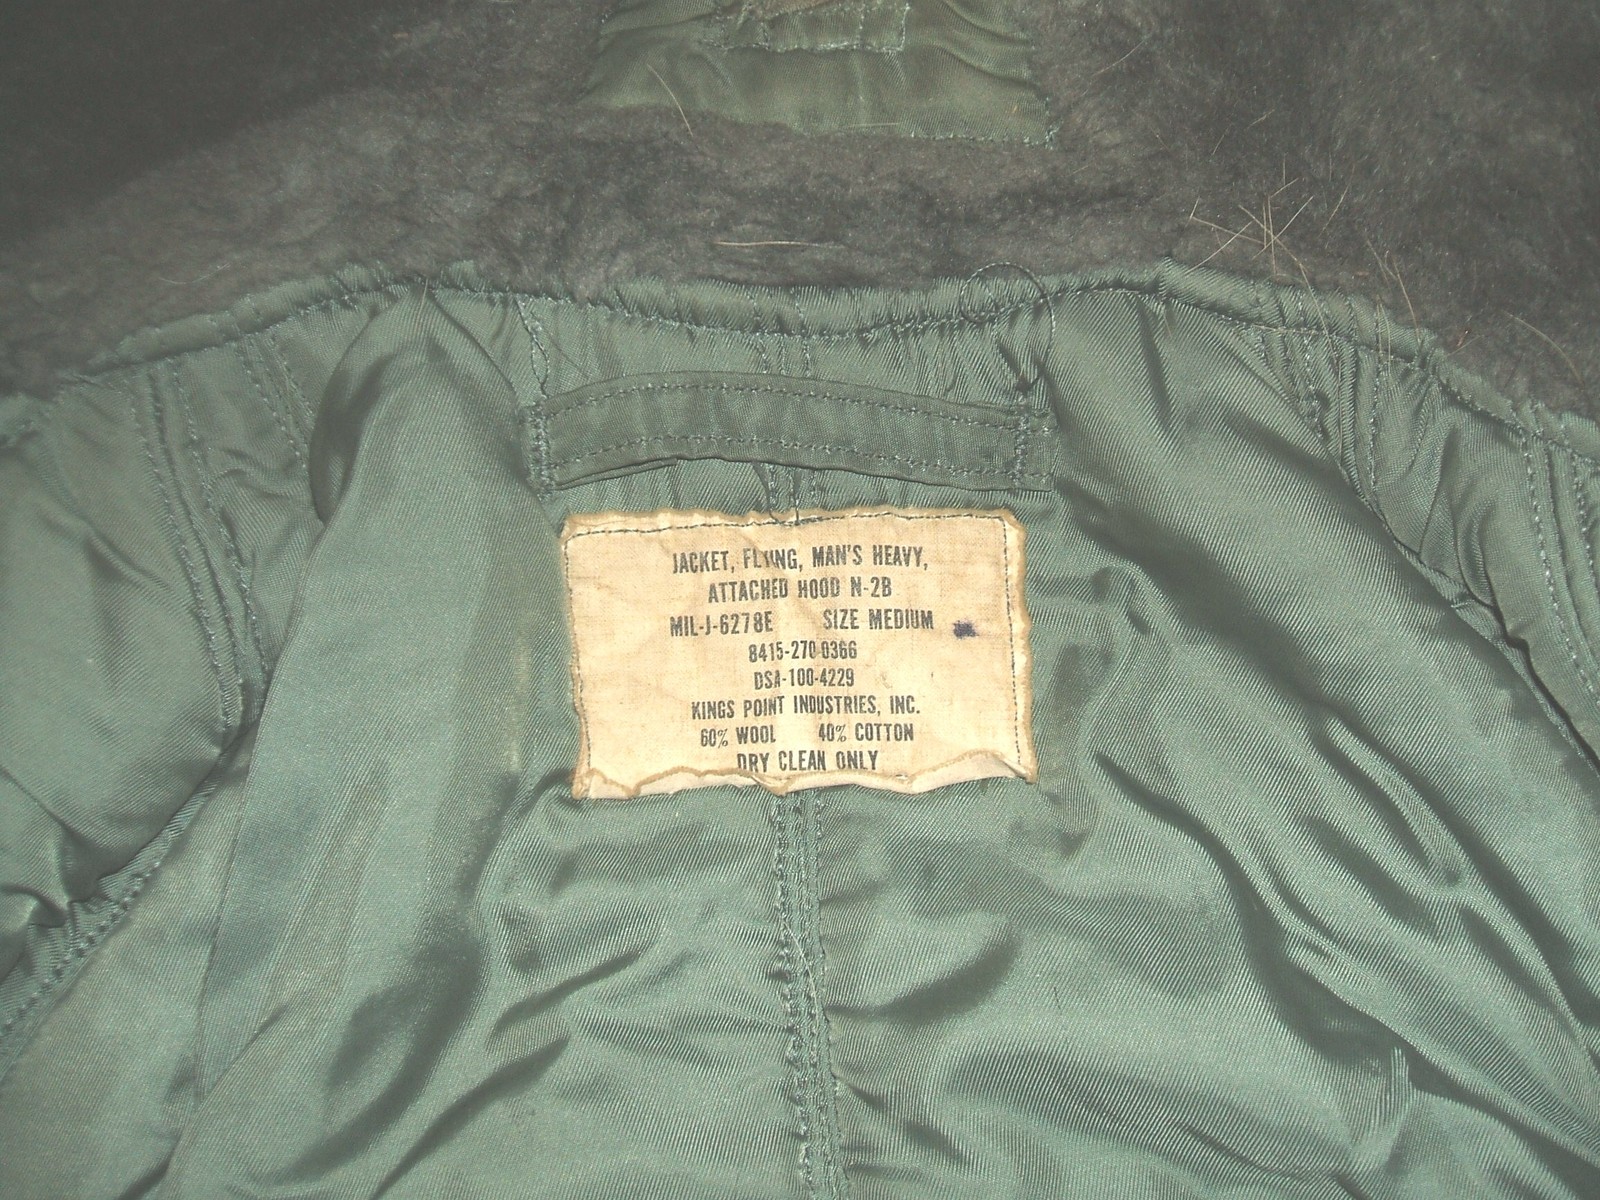 JACKET, FLYING, MAN'S HEAVY,
ATTACHED HOOD N-2B
MIL-J-6278E SIZE MEDIUM
8415-270-0366
DSA-100-4229
KINGS POINT INDUSTRIES, INC.
60% WOOL 40% COTTON
DRY CLEAN ONLY